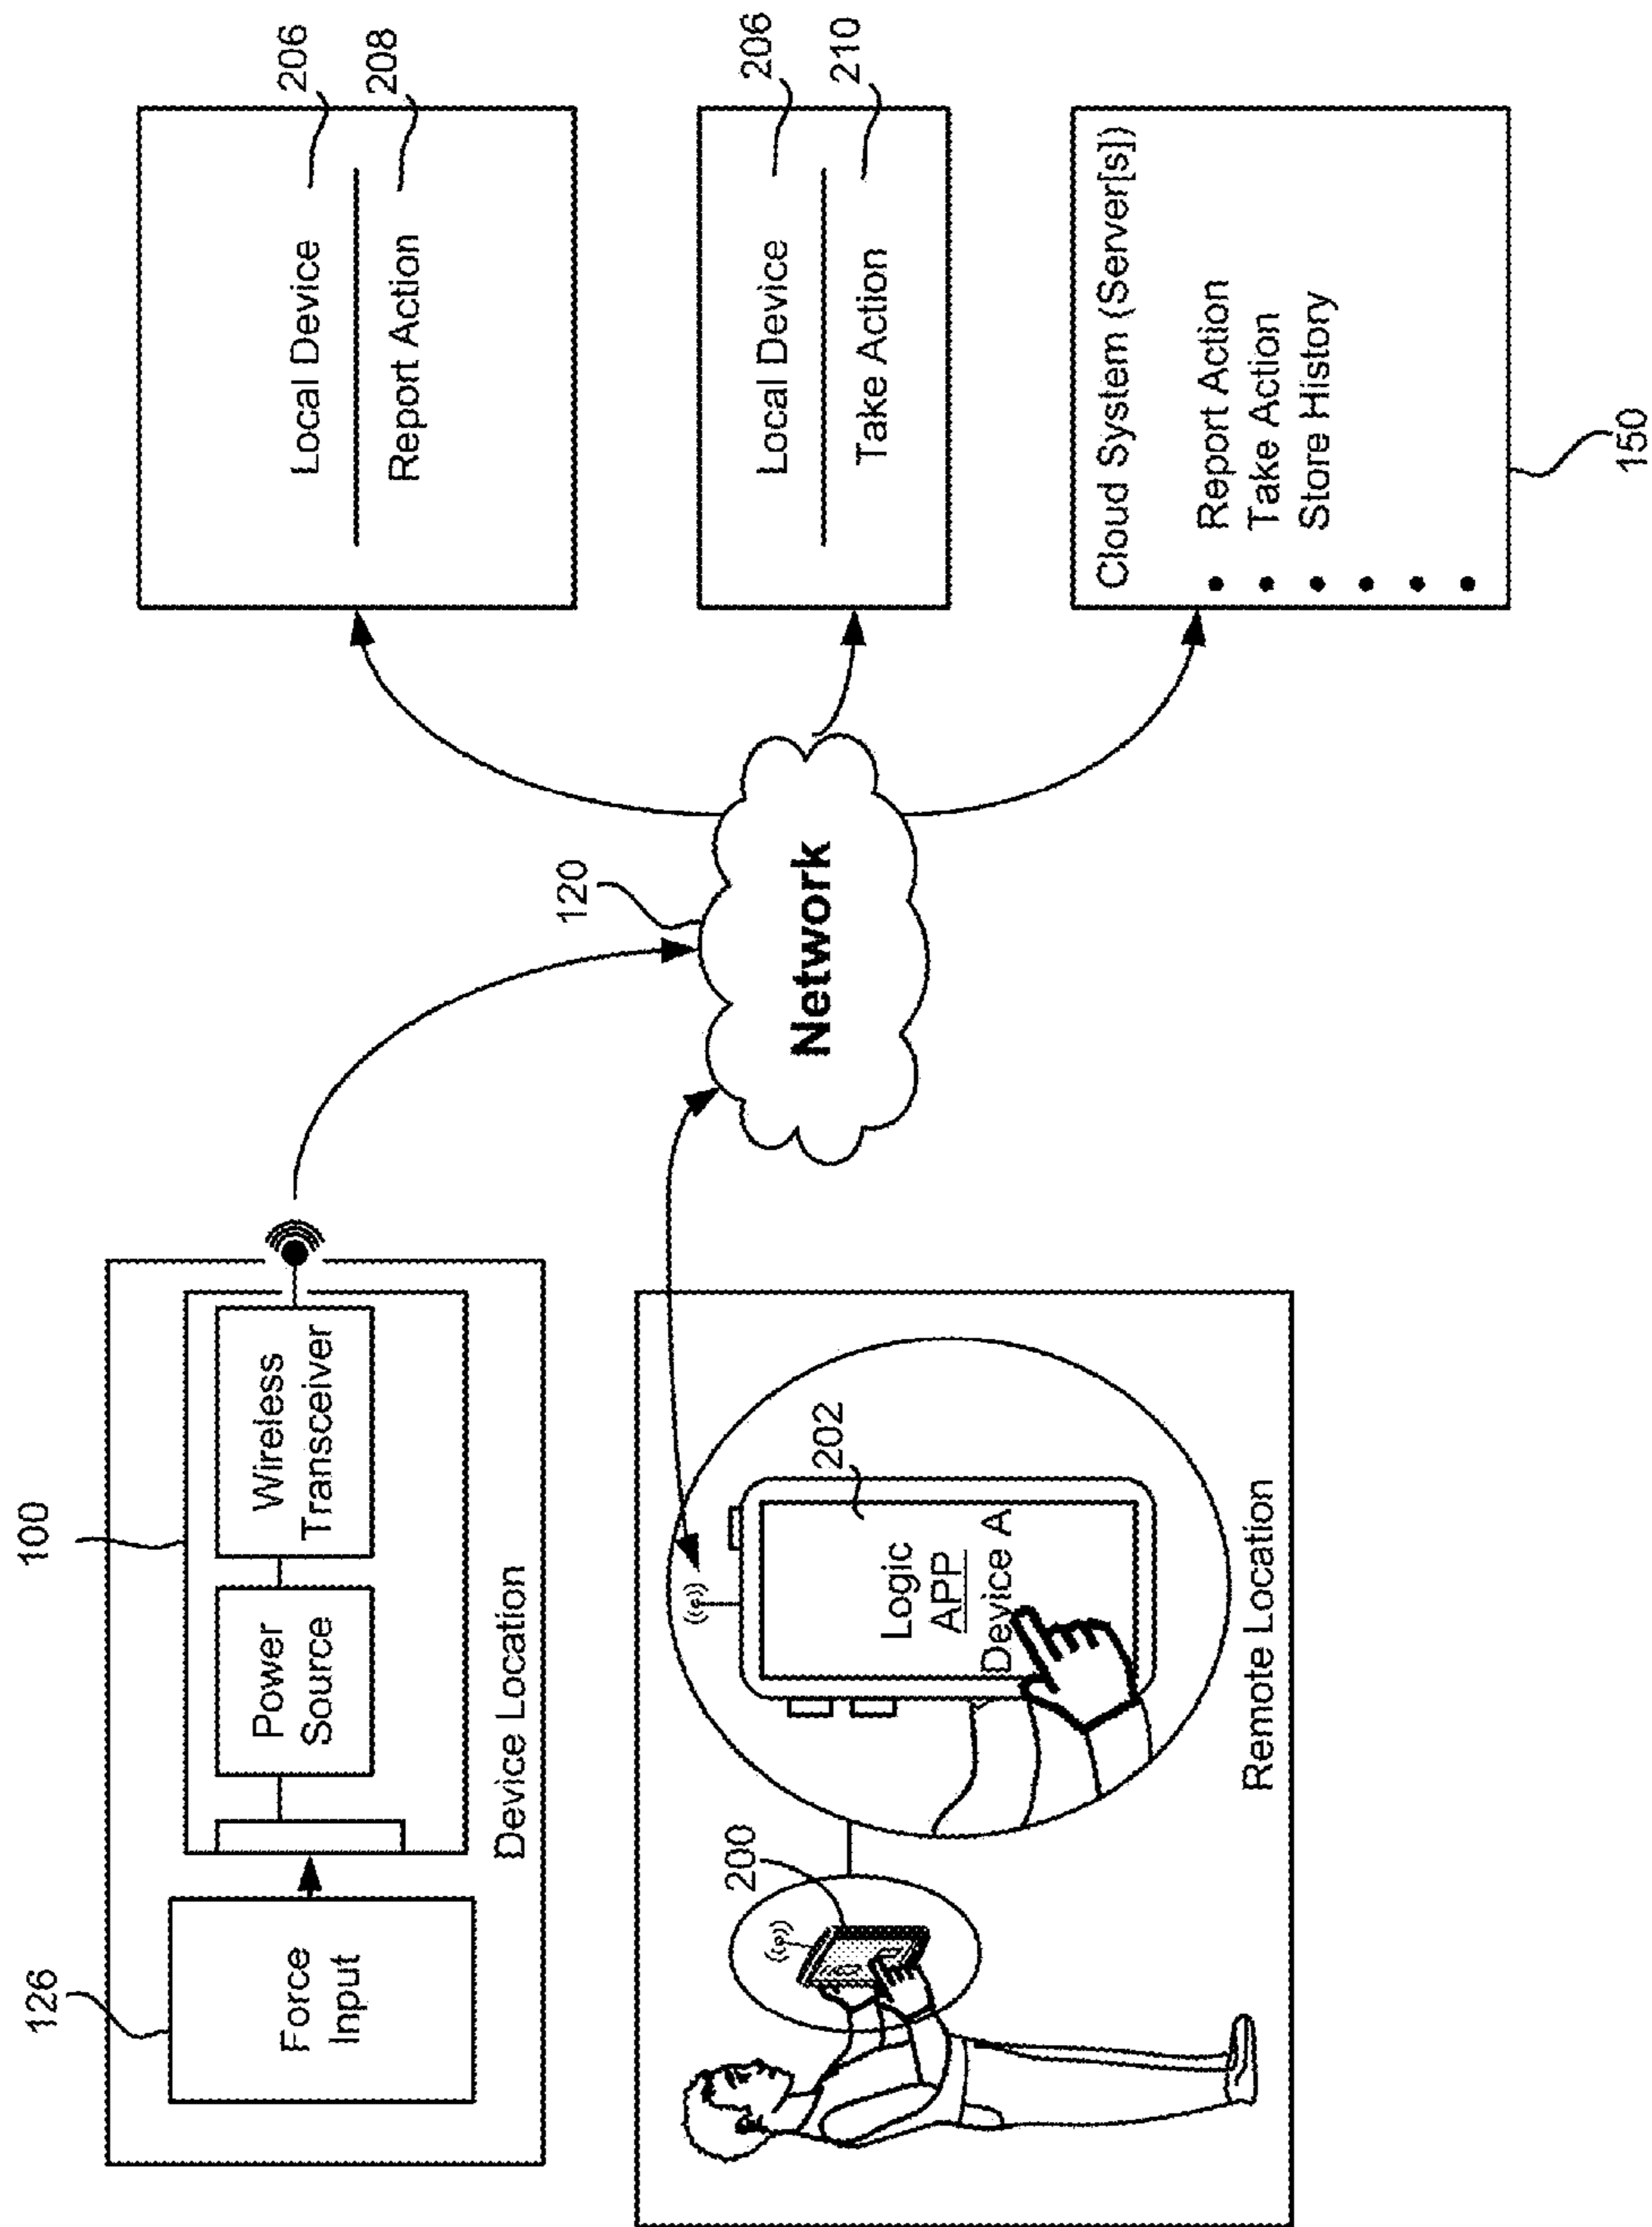 126
100
Force
Input
Power
Source
Wireless
Transceiver
Device Location
200
202
Logic
APP
Device A
Remote Location
120
Network
Local Device
206
Report Action
208
Local Device
206
Take Action
210
Cloud System (Server[s])
• Report Action
• Take Action
• Store History
•
•
•
150